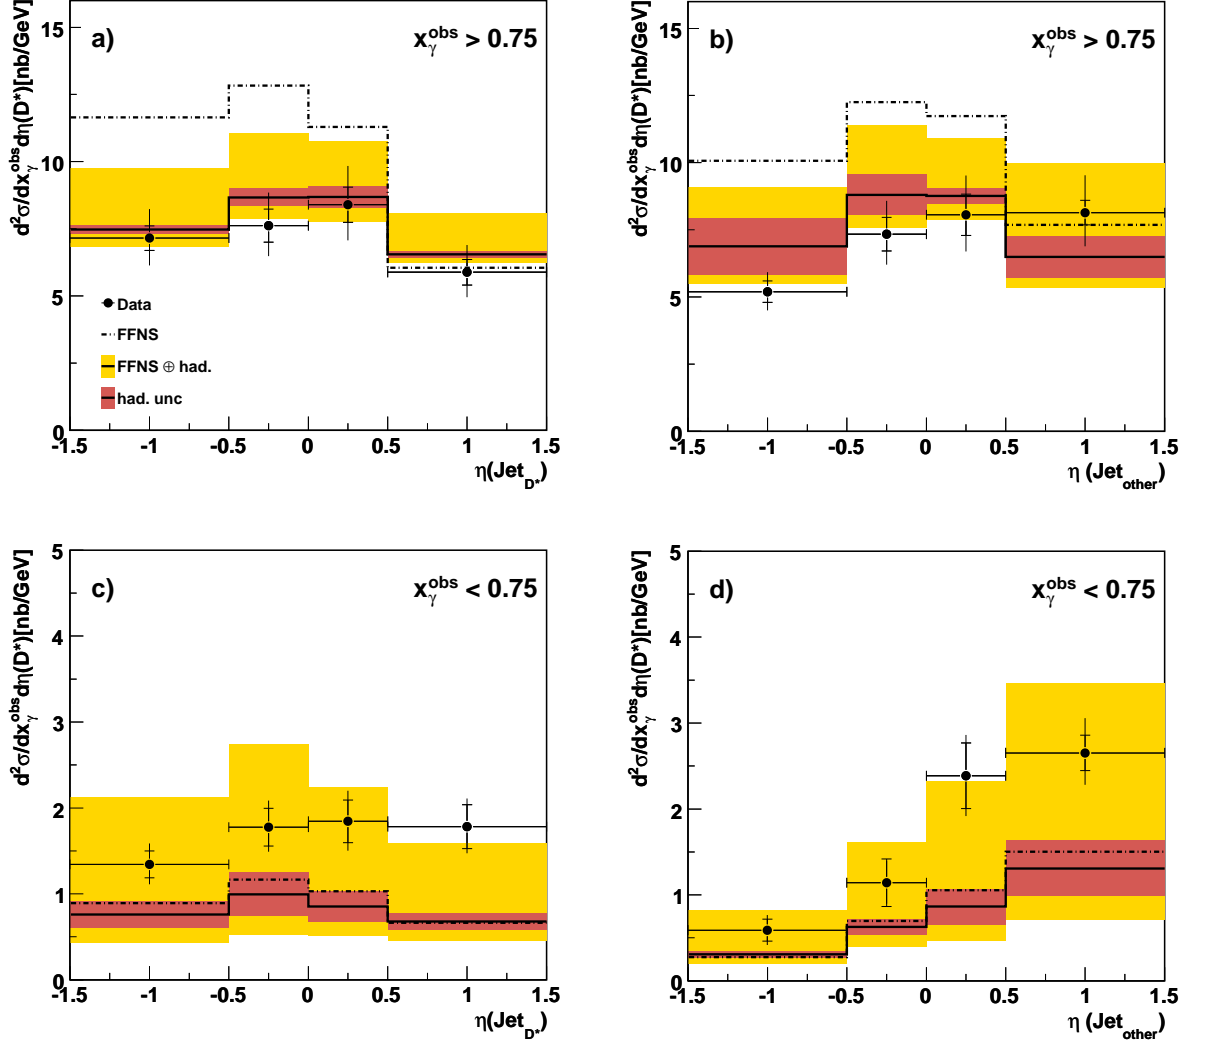 a)
x_γ^obs > 0.75
d²σ/dx_γ^obs dη(D*)[nb/GeV]
15
10
5
0
Data
FFNS
FFNS ⊕ had.
had. unc
-1.5 -1 -0.5 0 0.5 1 1.5
η(Jet_D*)
b)
x_γ^obs > 0.75
d²σ/dx_γ^obs dη(D*)[nb/GeV]
15
10
5
0
-1.5 -1 -0.5 0 0.5 1 1.5
η (Jet_other)
c)
x_γ^obs < 0.75
d²σ/dx_γ^obs dη(D*)[nb/GeV]
5
4
3
2
1
0
-1.5 -1 -0.5 0 0.5 1 1.5
η(Jet_D*)
d)
x_γ^obs < 0.75
d²σ/dx_γ^obs dη(D*)[nb/GeV]
5
4
3
2
1
0
-1.5 -1 -0.5 0 0.5 1 1.5
η (Jet_other)